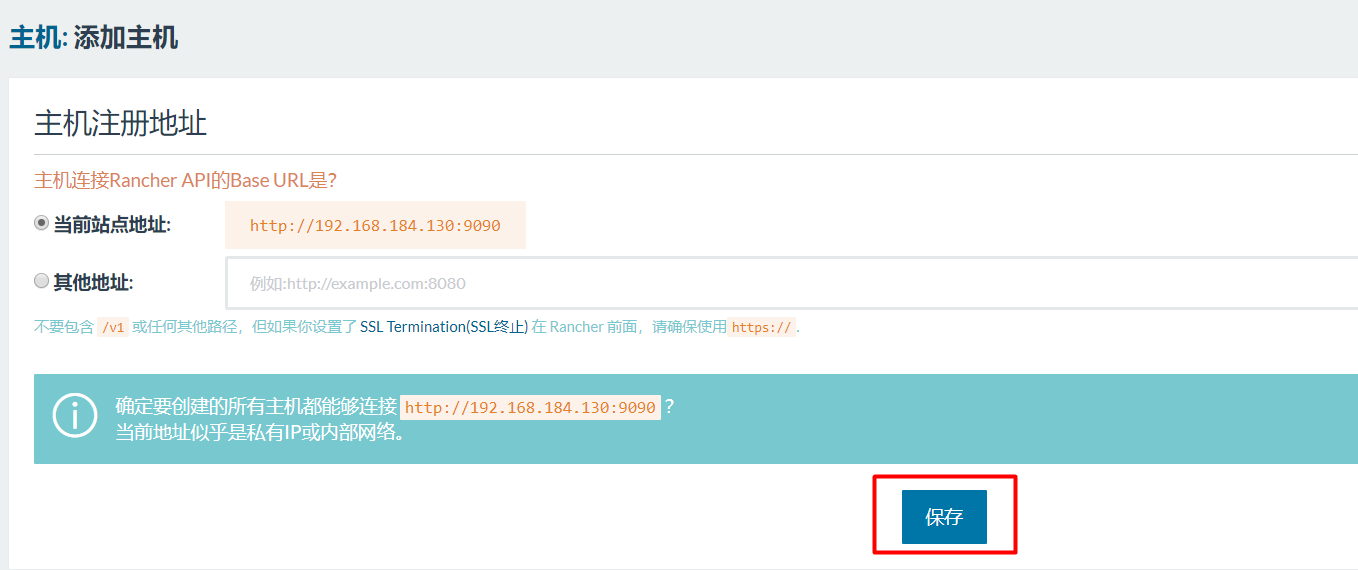 主机: 添加主机
主机注册地址
主机连接Rancher API的Base URL是?
当前站点地址: http://192.168.184.130:9090
其他地址: 例如:http://example.com:8080
不要包含 /v1 或任何其他路径，但如果你设置了 SSL Termination(SSL终止) 在 Rancher 前面，请确保使用 https:// .
确定要创建的所有主机都能够连接 http://192.168.184.130:9090 ？
当前地址似乎是私有IP或内部网络。
保存